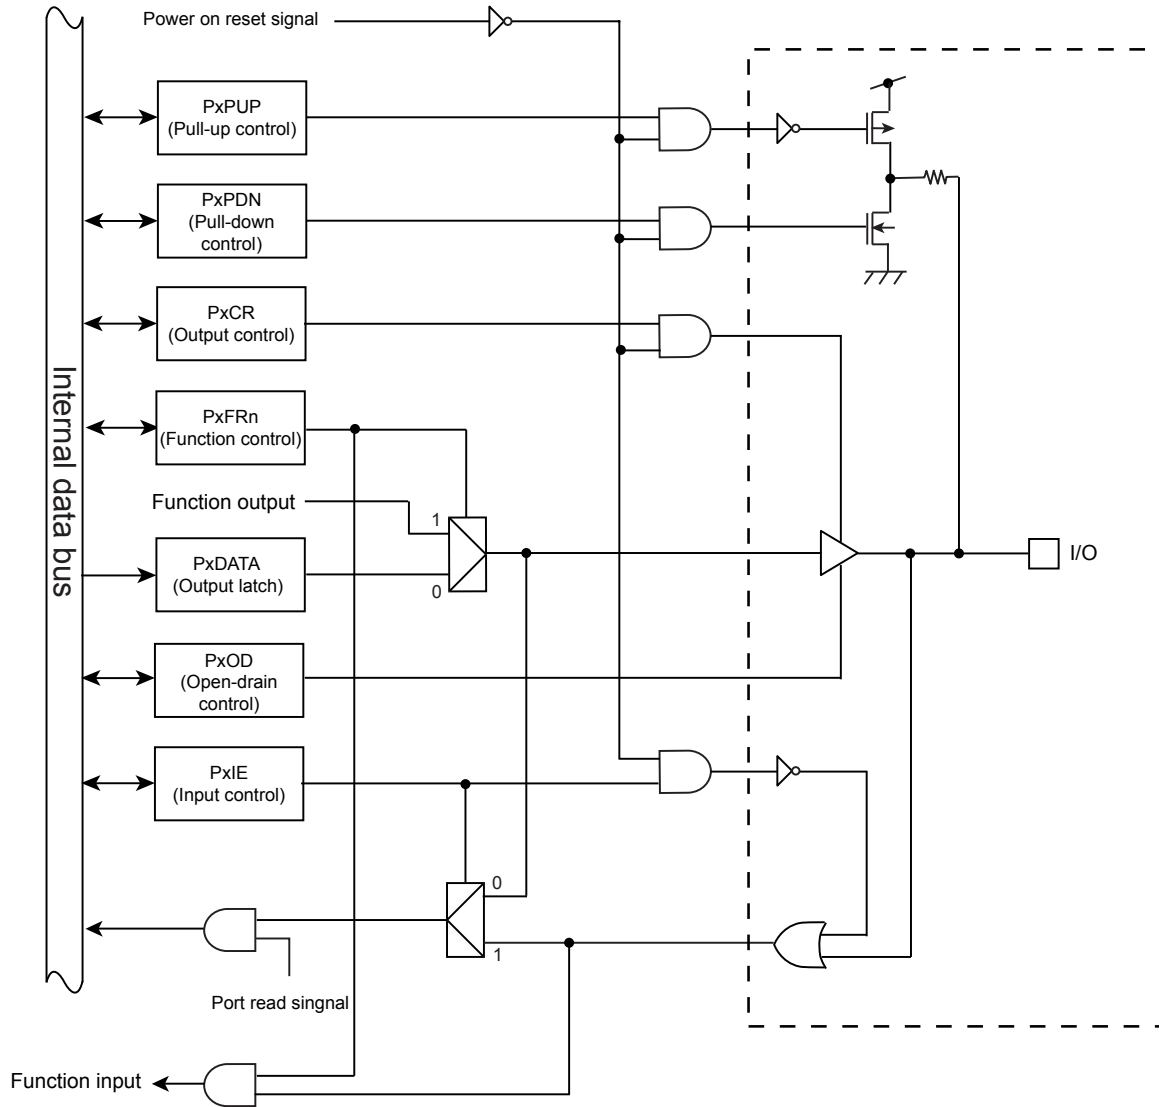 Power on reset signal
PxPUP
(Pull-up control)
PxPDN
(Pull-down
control)
PxCR
(Output control)
Internal data bus
PxFRn
(Function control)
Function output
1
0
PxDATA
(Output latch)
I/O
PxOD
(Open-drain
control)
PxIE
(Input control)
0
1
Port read singnal
Function input